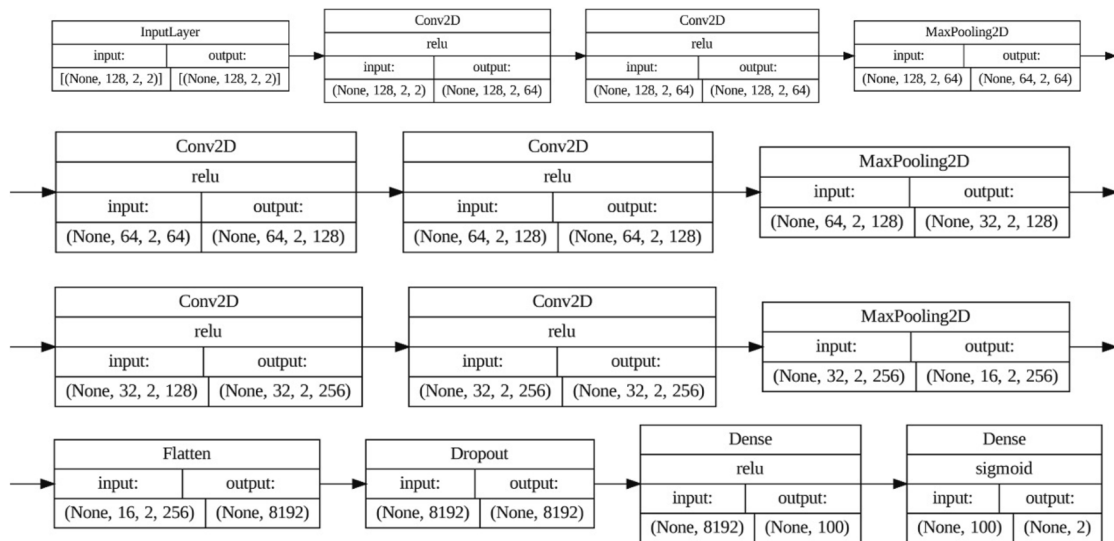 InputLayer
input: output:
[(None, 128, 2, 2)] [(None, 128, 2, 2)]
Conv2D
relu
input: output:
(None, 128, 2, 2) (None, 128, 2, 64)
Conv2D
relu
input: output:
(None, 128, 2, 64) (None, 128, 2, 64)
MaxPooling2D
input: output:
(None, 128, 2, 64) (None, 64, 2, 64)
Conv2D
relu
input: output:
(None, 64, 2, 64) (None, 64, 2, 128)
Conv2D
relu
input: output:
(None, 64, 2, 128) (None, 64, 2, 128)
MaxPooling2D
input: output:
(None, 64, 2, 128) (None, 32, 2, 128)
Conv2D
relu
input: output:
(None, 32, 2, 128) (None, 32, 2, 256)
Conv2D
relu
input: output:
(None, 32, 2, 256) (None, 32, 2, 256)
MaxPooling2D
input: output:
(None, 32, 2, 256) (None, 16, 2, 256)
Flatten
input: output:
(None, 16, 2, 256) (None, 8192)
Dropout
input: output:
(None, 8192) (None, 8192)
Dense
relu
input: output:
(None, 8192) (None, 100)
Dense
sigmoid
input: output:
(None, 100) (None, 2)